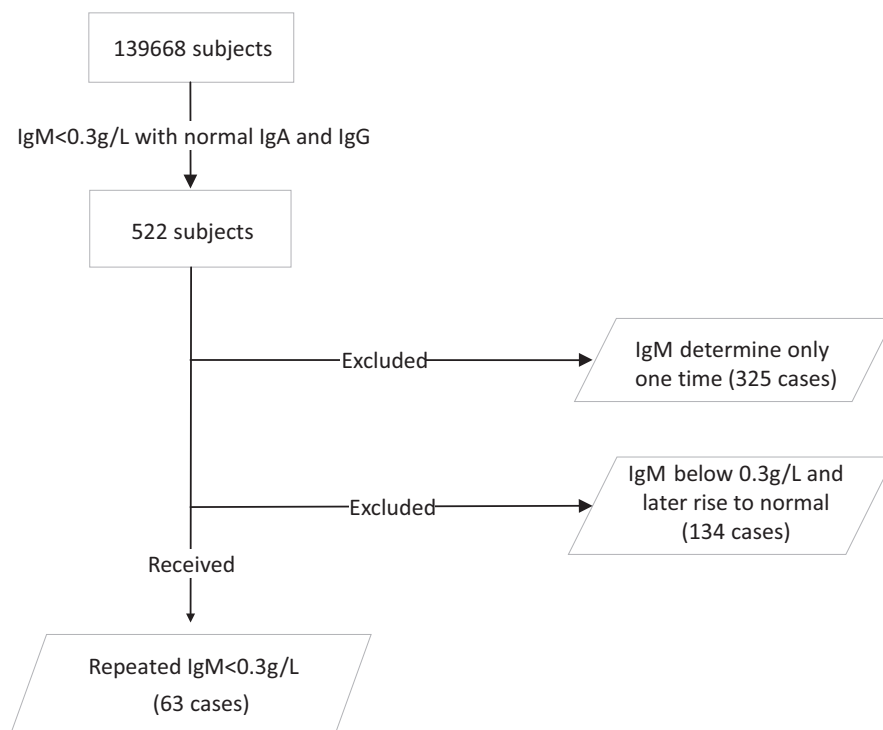 139668 subjects
IgM<0.3g/L with normal IgA and IgG
522 subjects
Excluded
IgM determine only
one time (325 cases)
Excluded
IgM below 0.3g/L and
later rise to normal
(134 cases)
Received
Repeated IgM<0.3g/L
(63 cases)